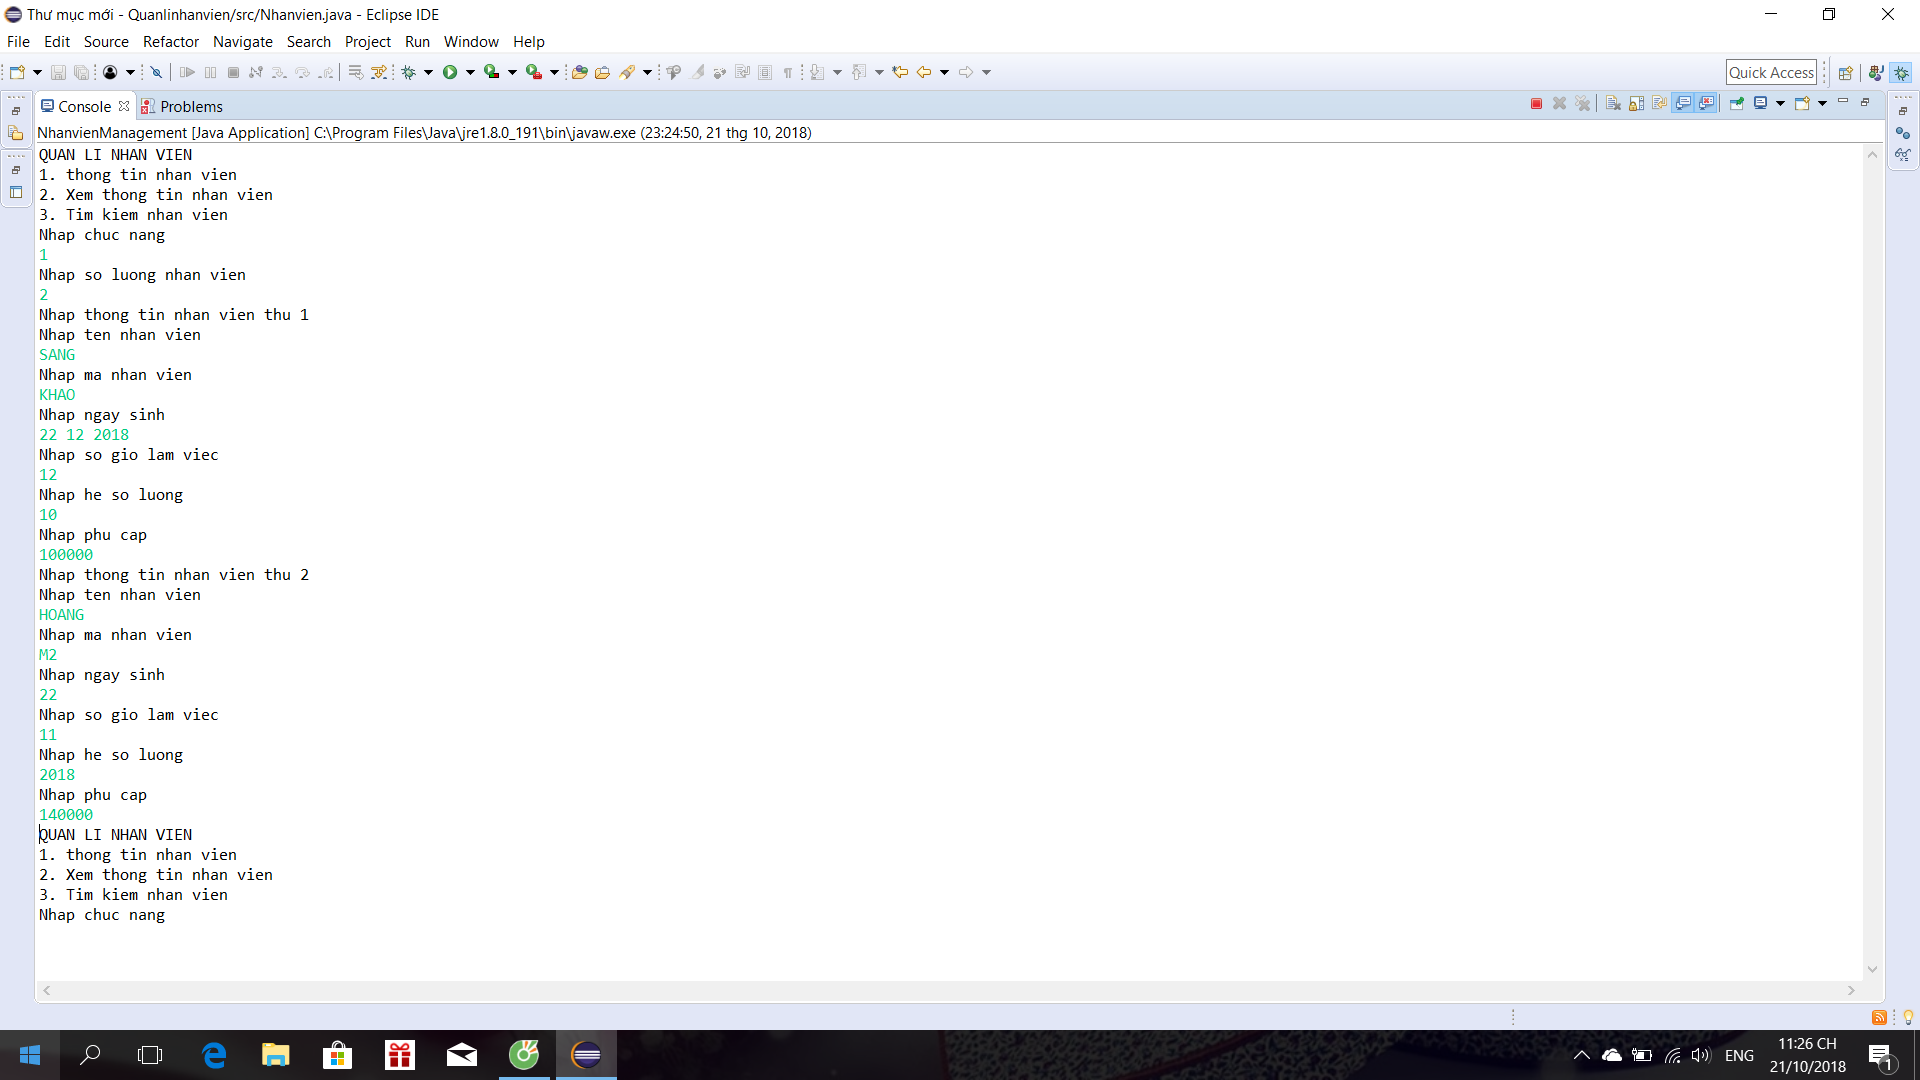 Thư mục mới - Quanlinhanvien/src/Nhanvien.java - Eclipse IDE
File Edit Source Refactor Navigate Search Project Run Window Help
Quick Access
Console Problems
NhanvienManagement [Java Application] C:\Program Files\Java\jre1.8.0_191\bin\javaw.exe (23:24:50, 21 thg 10, 2018)
QUAN LI NHAN VIEN
1. thong tin nhan vien
2. Xem thong tin nhan vien
3. Tim kiem nhan vien
Nhap chuc nang
1
Nhap so luong nhan vien
2
Nhap thong tin nhan vien thu 1
Nhap ten nhan vien
SANG
Nhap ma nhan vien
KHAO
Nhap ngay sinh
22 12 2018
Nhap so gio lam viec
12
Nhap he so luong
10
Nhap phu cap
100000
Nhap thong tin nhan vien thu 2
Nhap ten nhan vien
HOANG
Nhap ma nhan vien
M2
Nhap ngay sinh
22
Nhap so gio lam viec
11
Nhap he so luong
2018
Nhap phu cap
140000
QUAN LI NHAN VIEN
1. thong tin nhan vien
2. Xem thong tin nhan vien
3. Tim kiem nhan vien
Nhap chuc nang
ENG
11:26 CH
21/10/2018
1